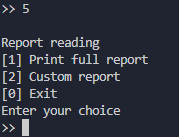 >> 5
Report reading
[1] Print full report
[2] Custom report
[0] Exit
Enter your choice
>>